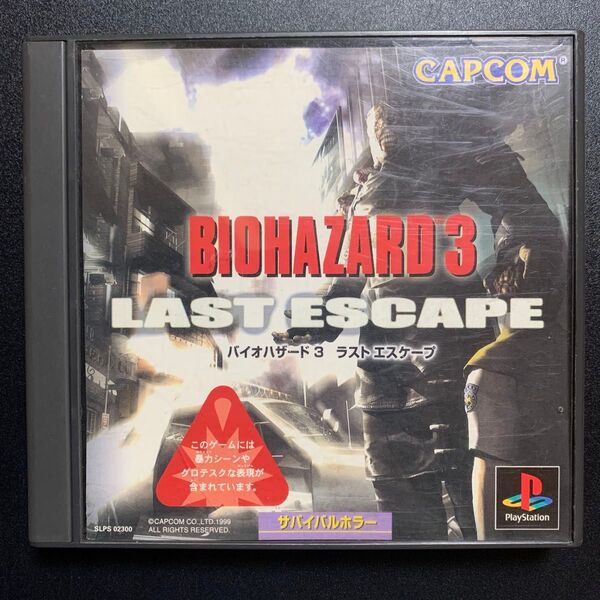 CAPCOM®
BIOHAZARD 3
LAST ESCAPE
バイオハザード3 ラスト エスケープ
このゲームには
暴力シーンや
グロテスクな表現が
含まれています。
SLPS 02300
©CAPCOM CO.,LTD.1999
ALL RIGHTS RESERVED.
サバイバルホラー
PlayStation